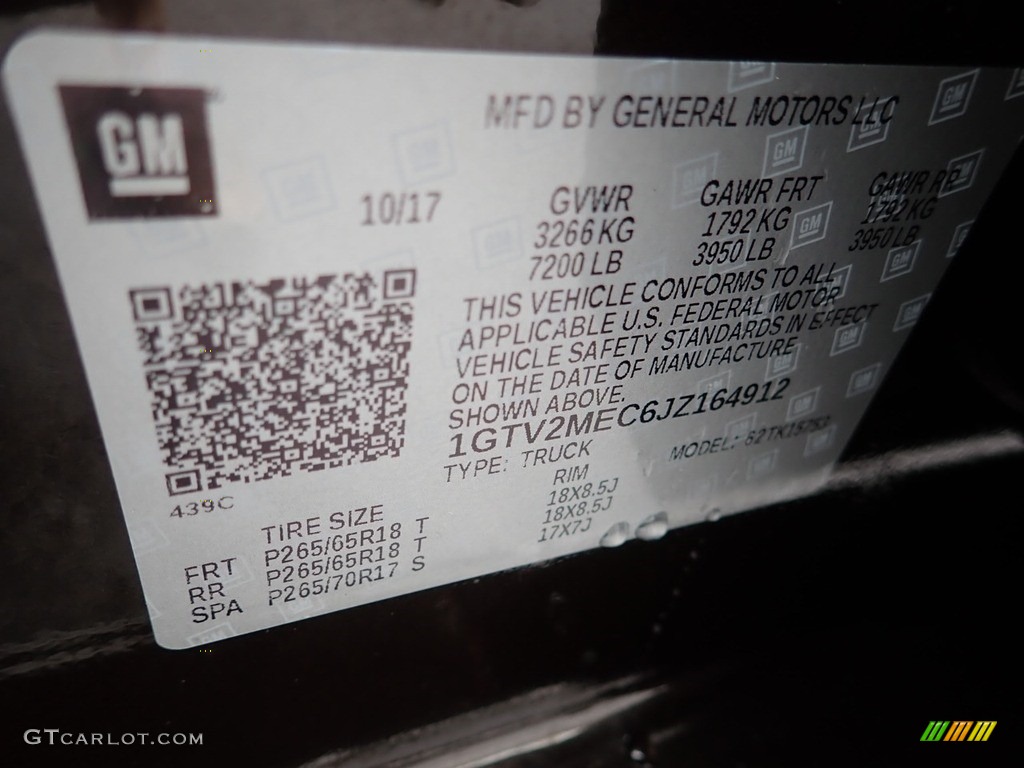 GM
MFD BY GENERAL MOTORS LLC
10/17
GVWR GAWR FRT GAWR RR
3266 KG 1792 KG 1792 KG
7200 LB 3950 LB 3950 LB
THIS VEHICLE CONFORMS TO ALL
APPLICABLE U.S. FEDERAL MOTOR
VEHICLE SAFETY STANDARDS IN EFFECT
ON THE DATE OF MANUFACTURE
SHOWN ABOVE.
1GTV2MEC6JZ164912
TYPE: TRUCK MODEL:
439C
TIRE SIZE RIM
FRT P265/65R18 T 18X8.5J
RR P265/65R18 T 18X8.5J
SPA P265/70R17 S 17X7J
GTCARLOT.COM